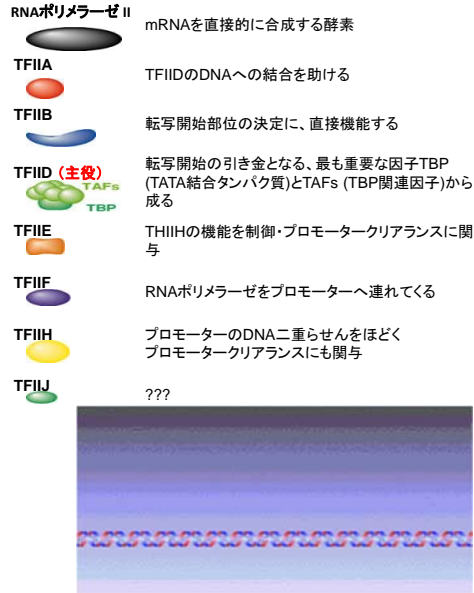 RNAポリメラーゼ II
mRNAを直接的に合成する酵素
TFIIA
TFIIDのDNAへの結合を助ける
TFIIB
転写開始部位の決定に、直接機能する
TFIID (主役)
TAFs
TBP
転写開始の引き金となる、最も重要な因子TBP
(TATA結合タンパク質)とTAFs (TBP関連因子)から
成る
TFIIE
THIIHの機能を制御・プロモータークリアランスに関
与
TFIIF
RNAポリメラーゼをプロモーターへ連れてくる
TFIIH
プロモーターのDNA二重らせんをほどく
プロモータークリアランスにも関与
TFIIJ
???